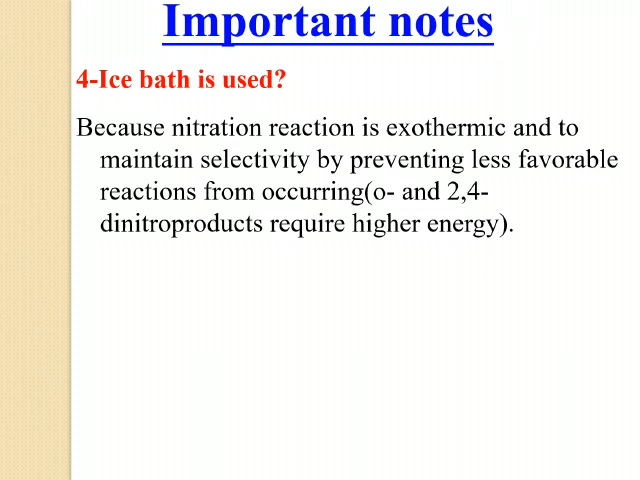 Important notes
4-Ice bath is used?
Because nitration reaction is exothermic and to
maintain selectivity by preventing less favorable
reactions from occurring(o- and 2,4-
dinitroproducts require higher energy).